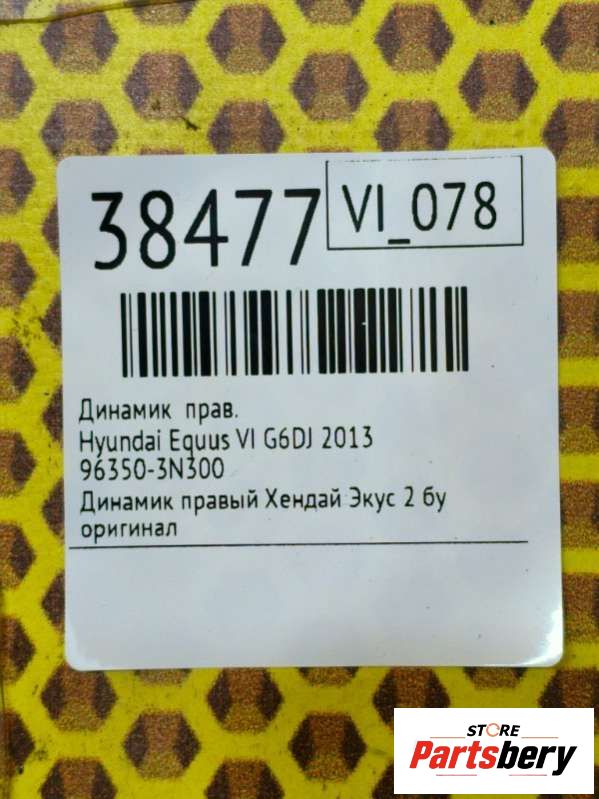 38477
VI_078
Динамик прав.
Hyundai Equus VI G6DJ 2013
96350-3N300
Динамик правый Хендай Экус 2 бу
оригинал
STORE
Partsbery